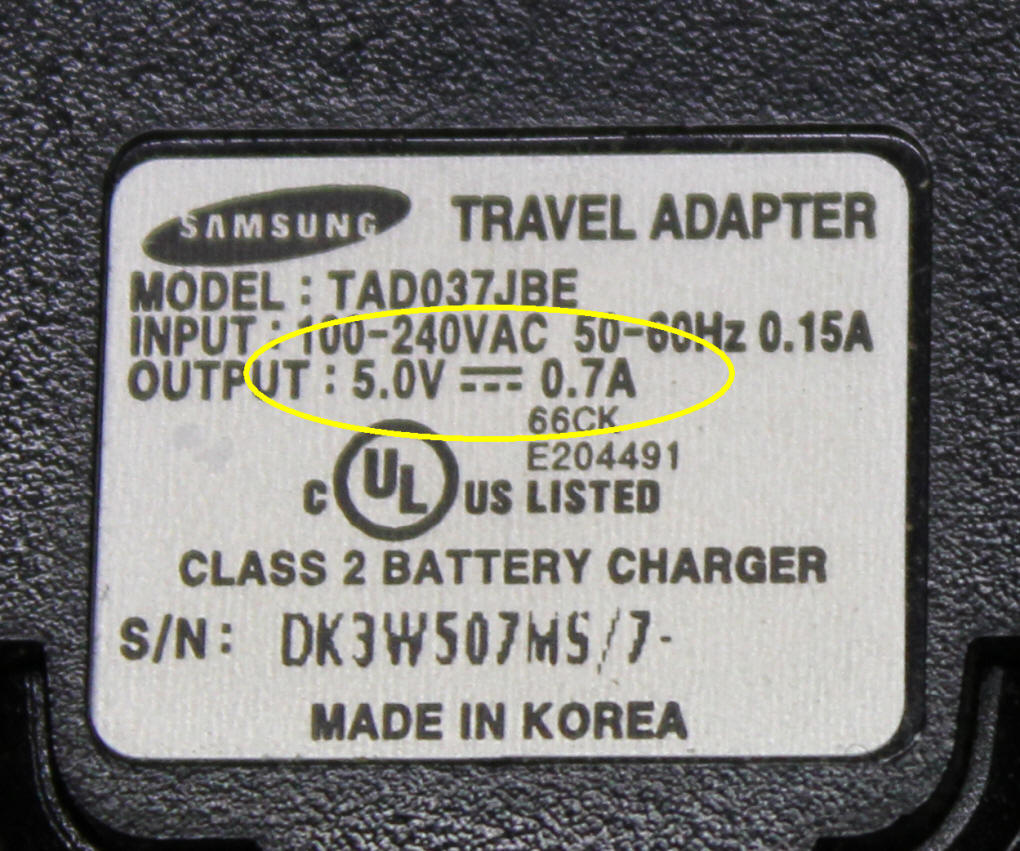 SAMSUNG TRAVEL ADAPTER
MODEL : TAD037JBE
INPUT : 100-240VAC 50-60Hz 0.15A
OUTPUT : 5.0V ⎓ 0.7A
66CK
E204491
C UL US LISTED
CLASS 2 BATTERY CHARGER
S/N: DK3W507MS/7-
MADE IN KOREA